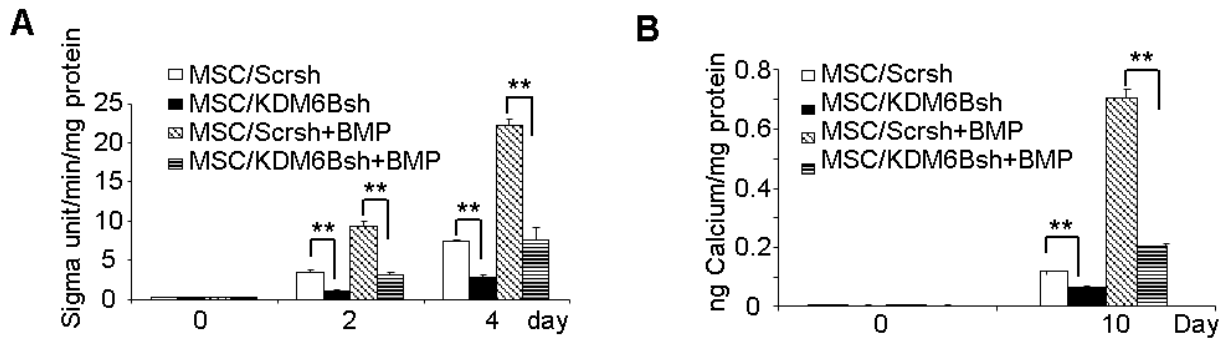 A
Sigma unit/min/mg protein
MSC/Scrsh
MSC/KDM6Bsh
MSC/Scrsh+BMP
MSC/KDM6Bsh+BMP
25
20
15
10
5
0
**
**
**
**
0
2
4
day
B
ng Calcium/mg protein
MSC/Scrsh
MSC/KDM6Bsh
MSC/Scrsh+BMP
MSC/KDM6Bsh+BMP
0.8
0.6
0.4
0.2
0
**
**
0
10
Day